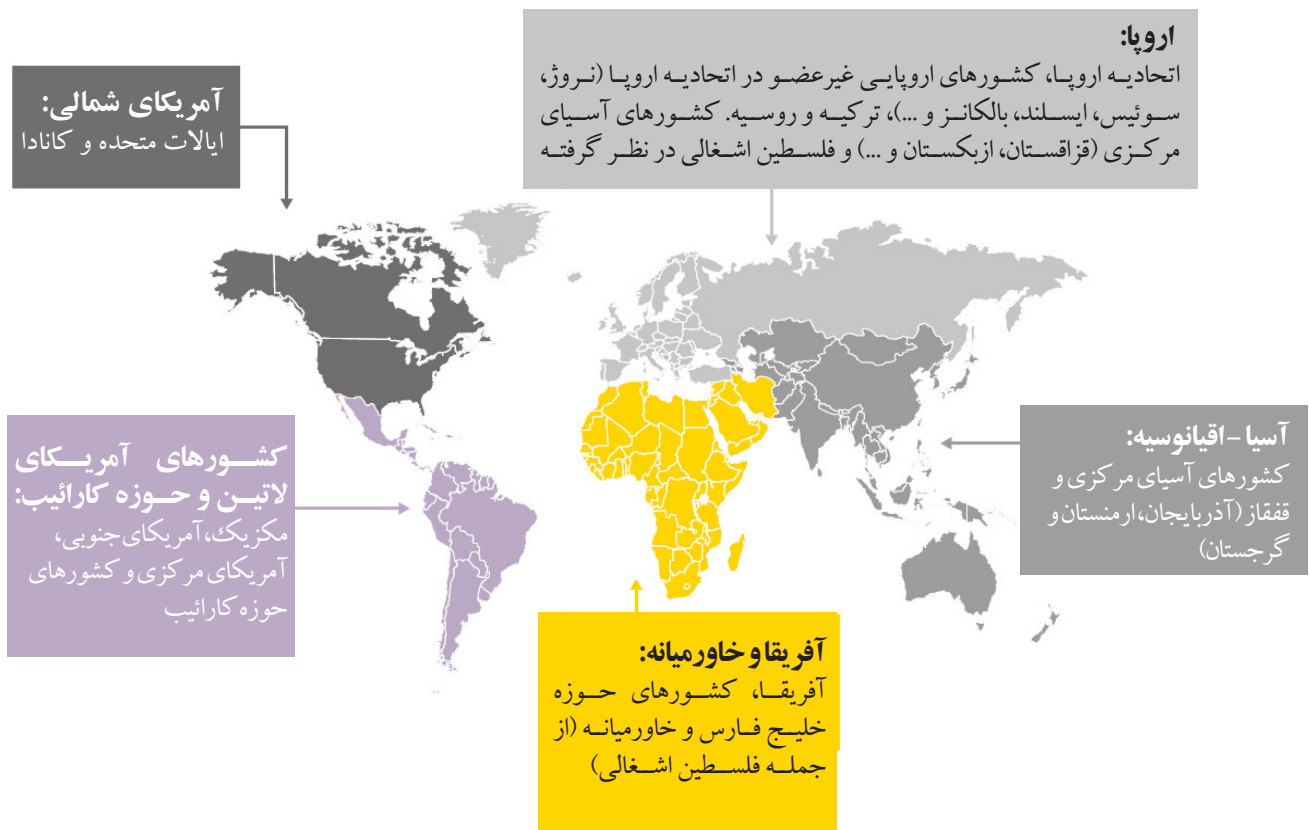 اروپا:
اتحادیه اروپا، کشورهای اروپایی غیرعضو در اتحادیه اروپا (نروژ،
سوئیس، ایسلند، بالکانز و ...)، ترکیه و روسیه. کشورهای آسیای
مرکزی (قزاقستان، ازبکستان و ...) و فلسطین اشغالی در نظر گرفته
آمریکای شمالی:
ایالات متحده و کانادا
آسیا-اقیانوسیه:
کشورهای آسیای مرکزی و
قفقاز (آذربایجان، ارمنستان و
گرجستان)
کشورهای آمریکای
لاتین و حوزه کارائیب:
مکزیك، آمریکای جنوبی،
آمریکای مرکزی و کشورهای
حوزه کارائیب
آفریقا و خاورمیانه:
آفریقا، کشورهای حوزه
خلیج فارس و خاورمیانه (از
جمله فلسطین اشغالی)